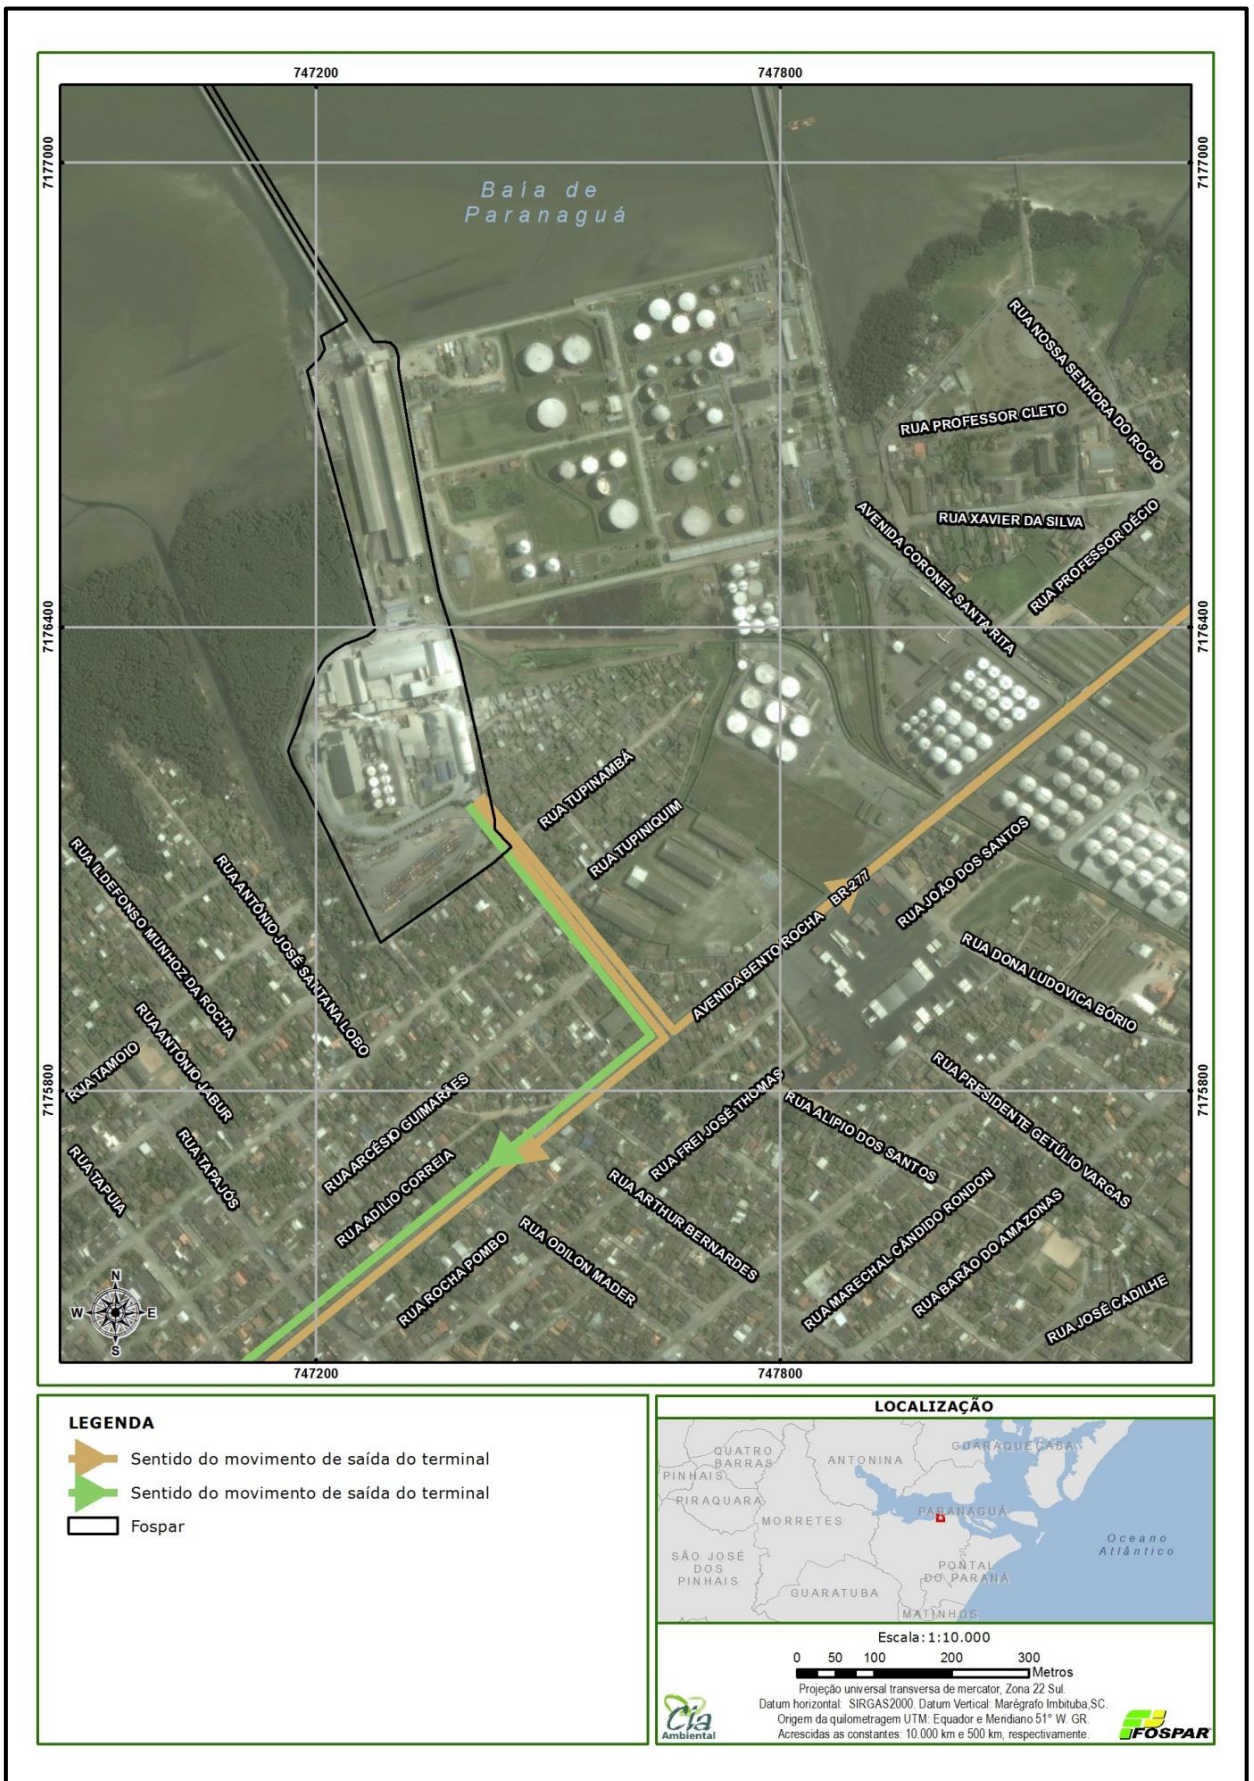 747200
747800
7177000
7177000
Baía de
Paranaguá
RUA NOSSA SENHORA DO ROCIO
RUA PROFESSOR CLETO
RUA XAVIER DA SILVA
AVENIDA CORONEL SANTA RITA
RUA PROFESSOR DÉCIO
7176400
7176400
RUA TUPINAMBÁ
RUA TUPINIQUIM
RUA JOÃO DOS SANTOS
AVENIDA BENTO ROCHA BR-277
RUA ILDEFONSO MUNHOZ DA ROCHA
RUA ANTÔNIO JOSÉ SANTANA LOBO
RUA DONA LUDOVICA BÓRIO
RUA TAMOIO
RUA ANTÔNIO JABUR
7175800
7175800
RUA ARCÉSIO GUIMARÃES
RUA FREI JOSÉ THOMAS
RUA ALIPIO DOS SANTOS
RUA PRESIDENTE GETÚLIO VARGAS
RUA TAPUIA
RUA TAPAJÓS
RUA ADÍLIO CORREIA
RUA ARTHUR BERNARDES
RUA MARECHAL CÂNDIDO RONDON
RUA BARÃO DO AMAZONAS
RUA ROCHA POMBO
RUA ODILON MADER
RUA JOSÉ CADILHE
N
W E
S
747200
747800
LEGENDA
Sentido do movimento de saída do terminal
Sentido do movimento de saída do terminal
Fospar
LOCALIZAÇÃO
QUATRO
BARRAS
PINHAIS
ANTONINA
GUARAQUEÇABA
PIRAQUARA
MORRETES
PARANAGUÁ
Oceano
Atlântico
SÃO JOSÉ
DOS
PINHAIS
PONTAL
DO PARANÁ
GUARATUBA
MATINHOS
Escala: 1:10.000
0 50 100 200 300
Metros
Projeção universal transversa de mercator, Zona 22 Sul.
Datum horizontal: SIRGAS2000. Datum Vertical: Marégrafo Imbituba,SC.
Origem da quilometragem UTM: Equador e Meridiano 51° W. GR.
Acrescidas as constantes: 10.000 km e 500 km, respectivamente.
Cia
Ambiental
FOSPAR